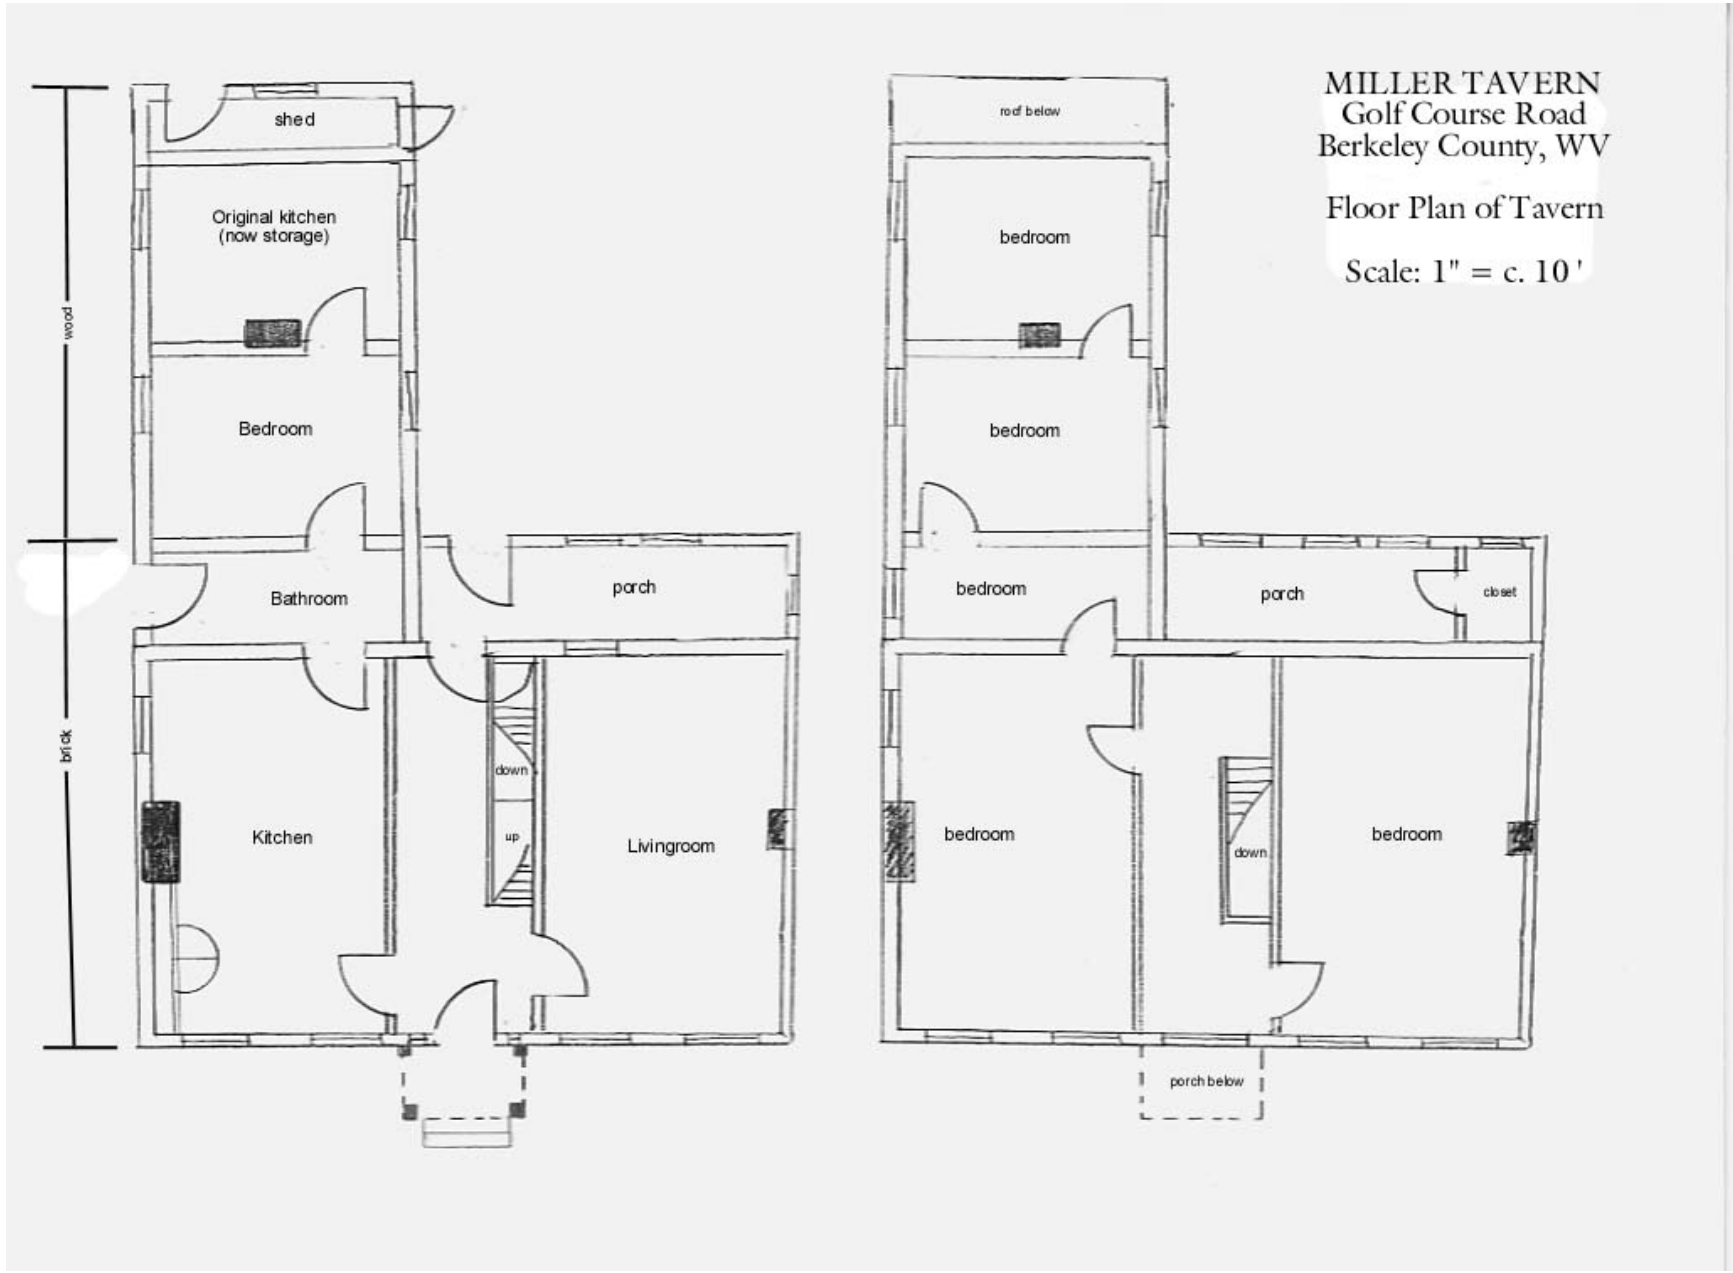 MILLER TAVERN
Golf Course Road
Berkeley County, WV
Floor Plan of Tavern
Scale: 1" = c. 10 '
shed
Original kitchen
(now storage)
wood
Bedroom
Bathroom
porch
brick
Kitchen
down
up
Livingroom
roof below
bedroom
bedroom
bedroom
porch
closet
bedroom
down
bedroom
porch below